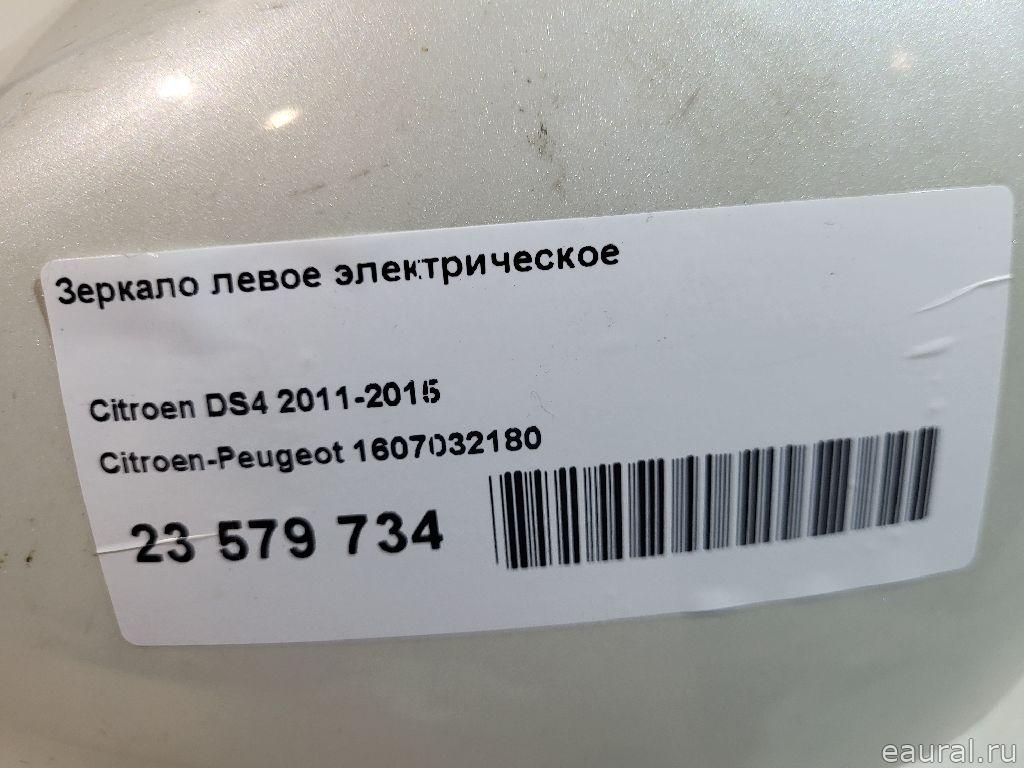 Зеркало левое электрическое
Citroen DS4 2011-2015
Citroen-Peugeot 1607032180
23 579 734
eaural.ru